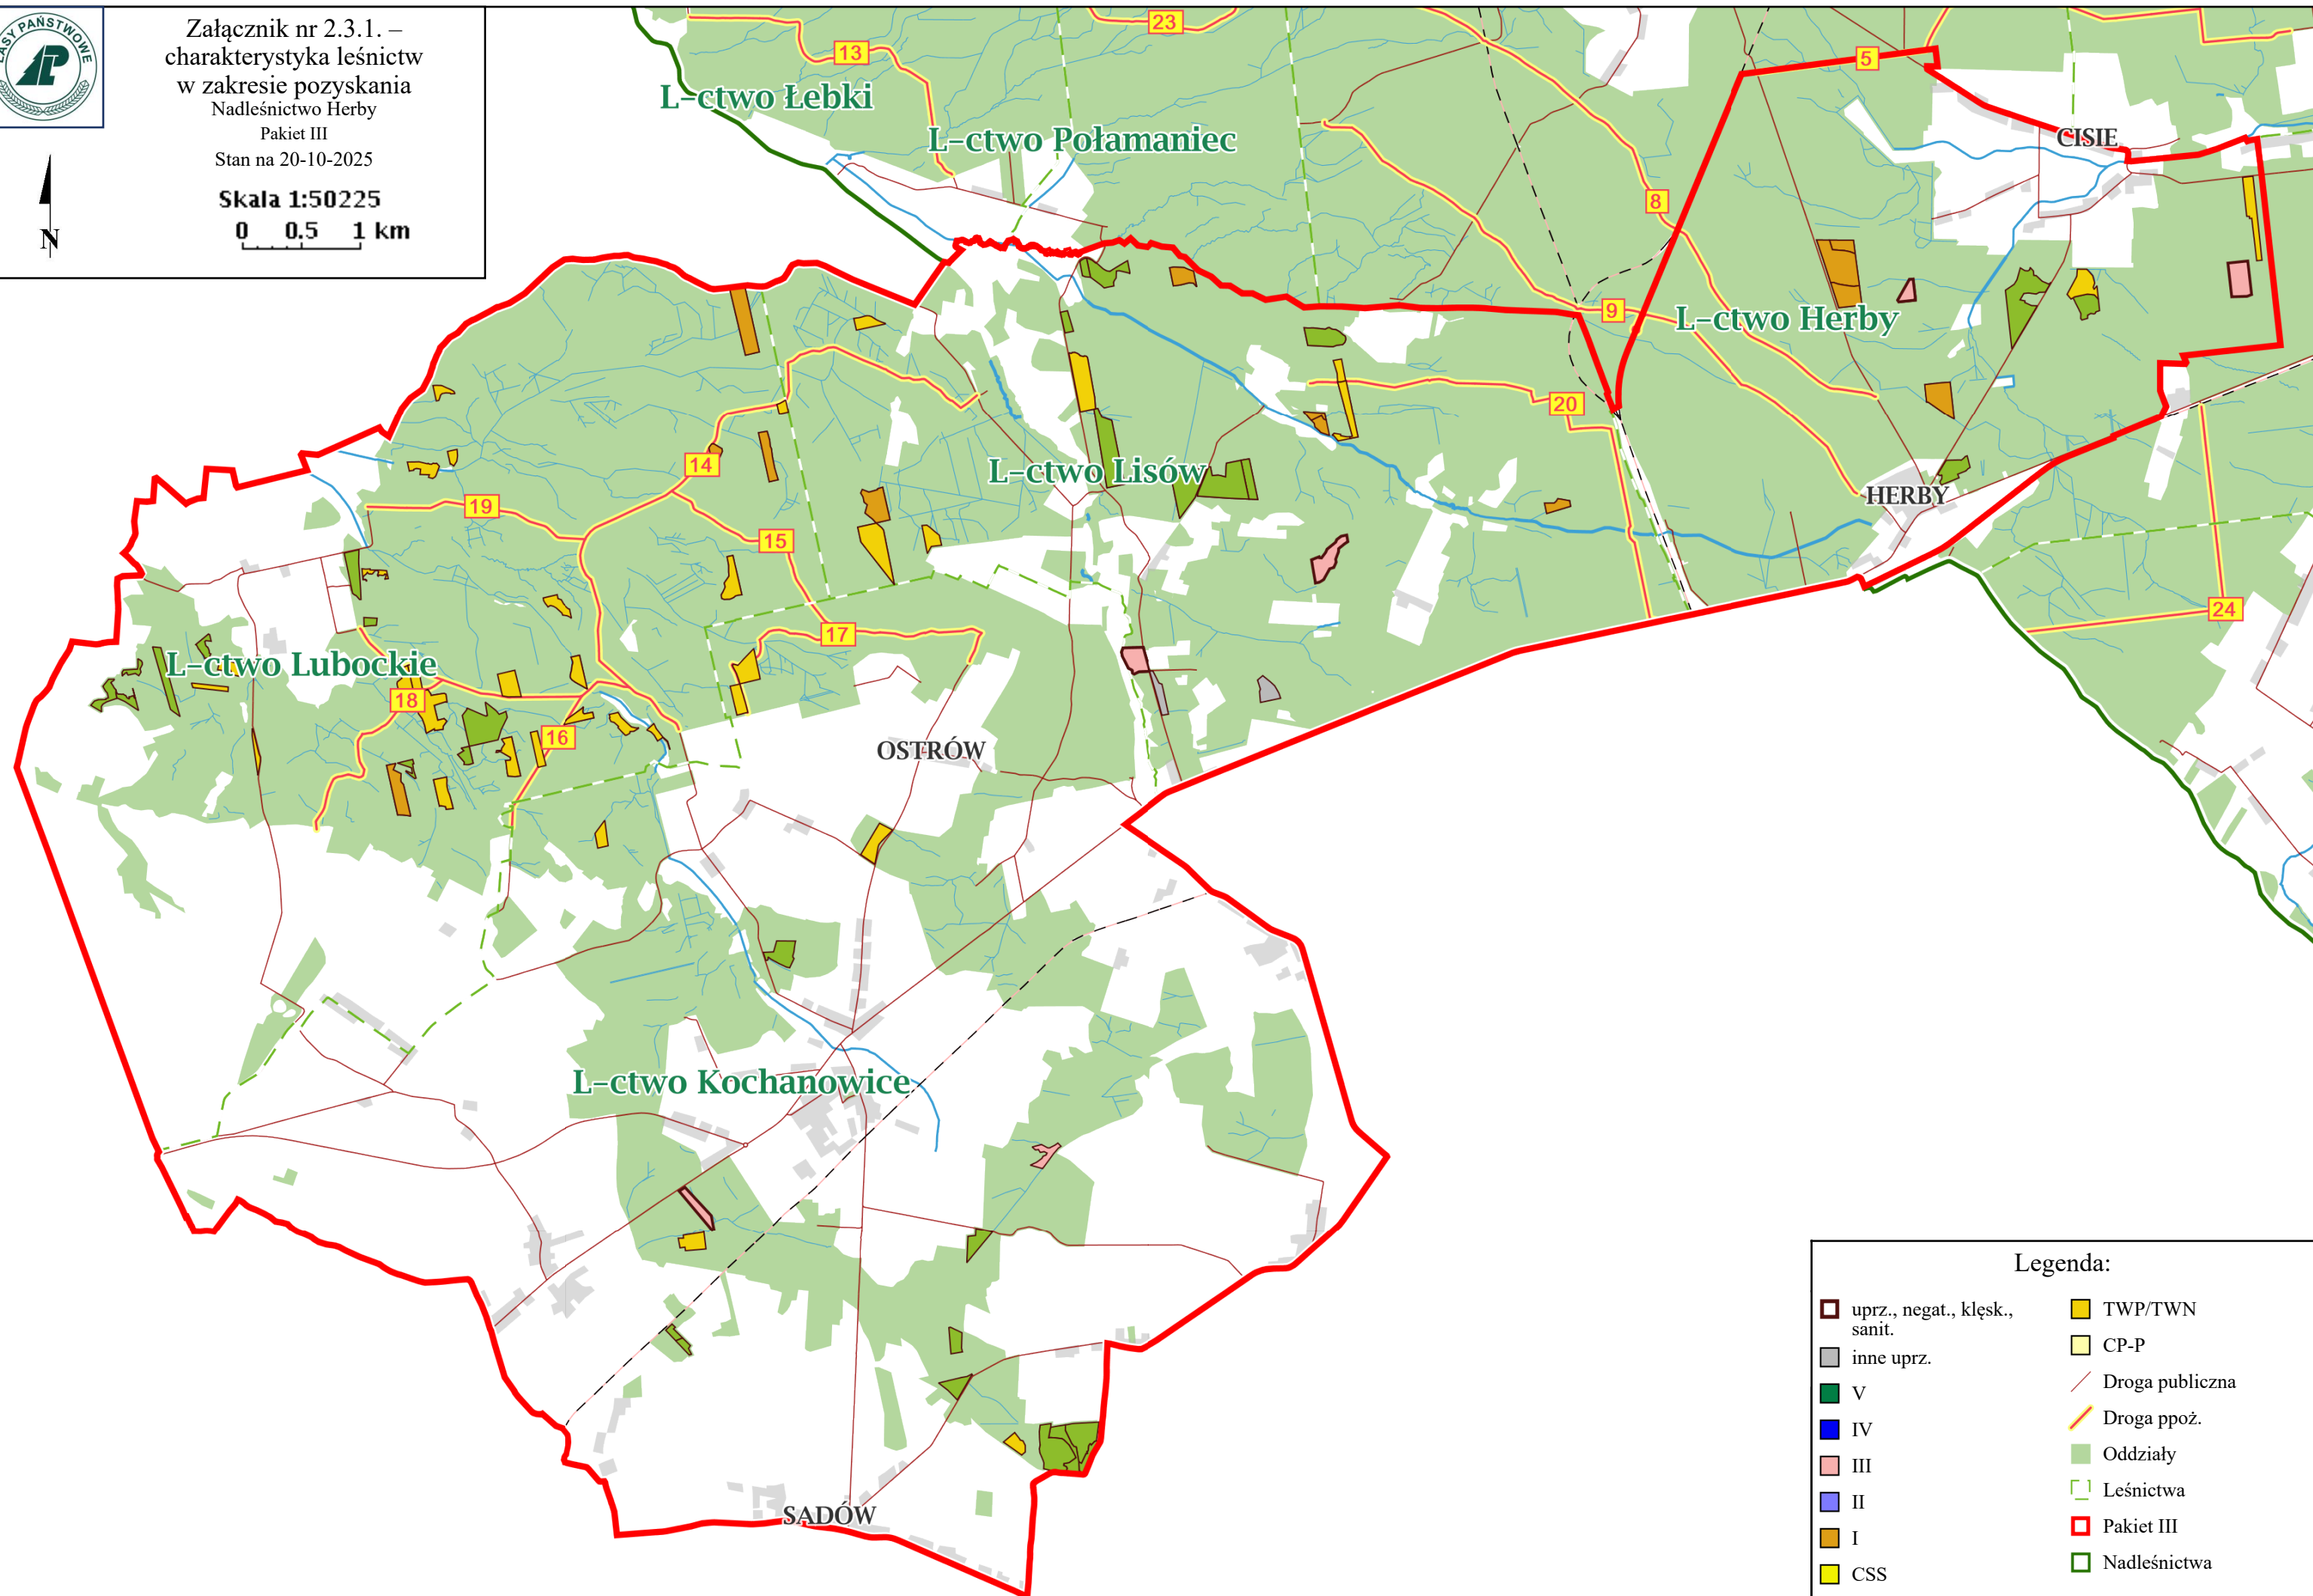 LASY PAŃSTWOWE
Załącznik nr 2.3.1. –
charakterystyka leśnictw
w zakresie pozyskania
Nadleśnictwo Herby
Pakiet III
Stan na 20-10-2025
Skala 1:50225
0 0.5 1 km
N
23
13
5
L-ctwo Łebki
L-ctwo Połamaniec
CISIE
8
9
L-ctwo Herby
20
14
L-ctwo Lisów
19
HERBY
15
24
17
L-ctwo Lubockie
18
16
OSTRÓW
L-ctwo Kochanowice
SADÓW
Legenda:
uprz., negat., klęsk.,
sanit.
inne uprz.
V
IV
III
II
I
CSS
TWP/TWN
CP-P
Droga publiczna
Droga ppoż.
Oddziały
Leśnictwa
Pakiet III
Nadleśnictwa